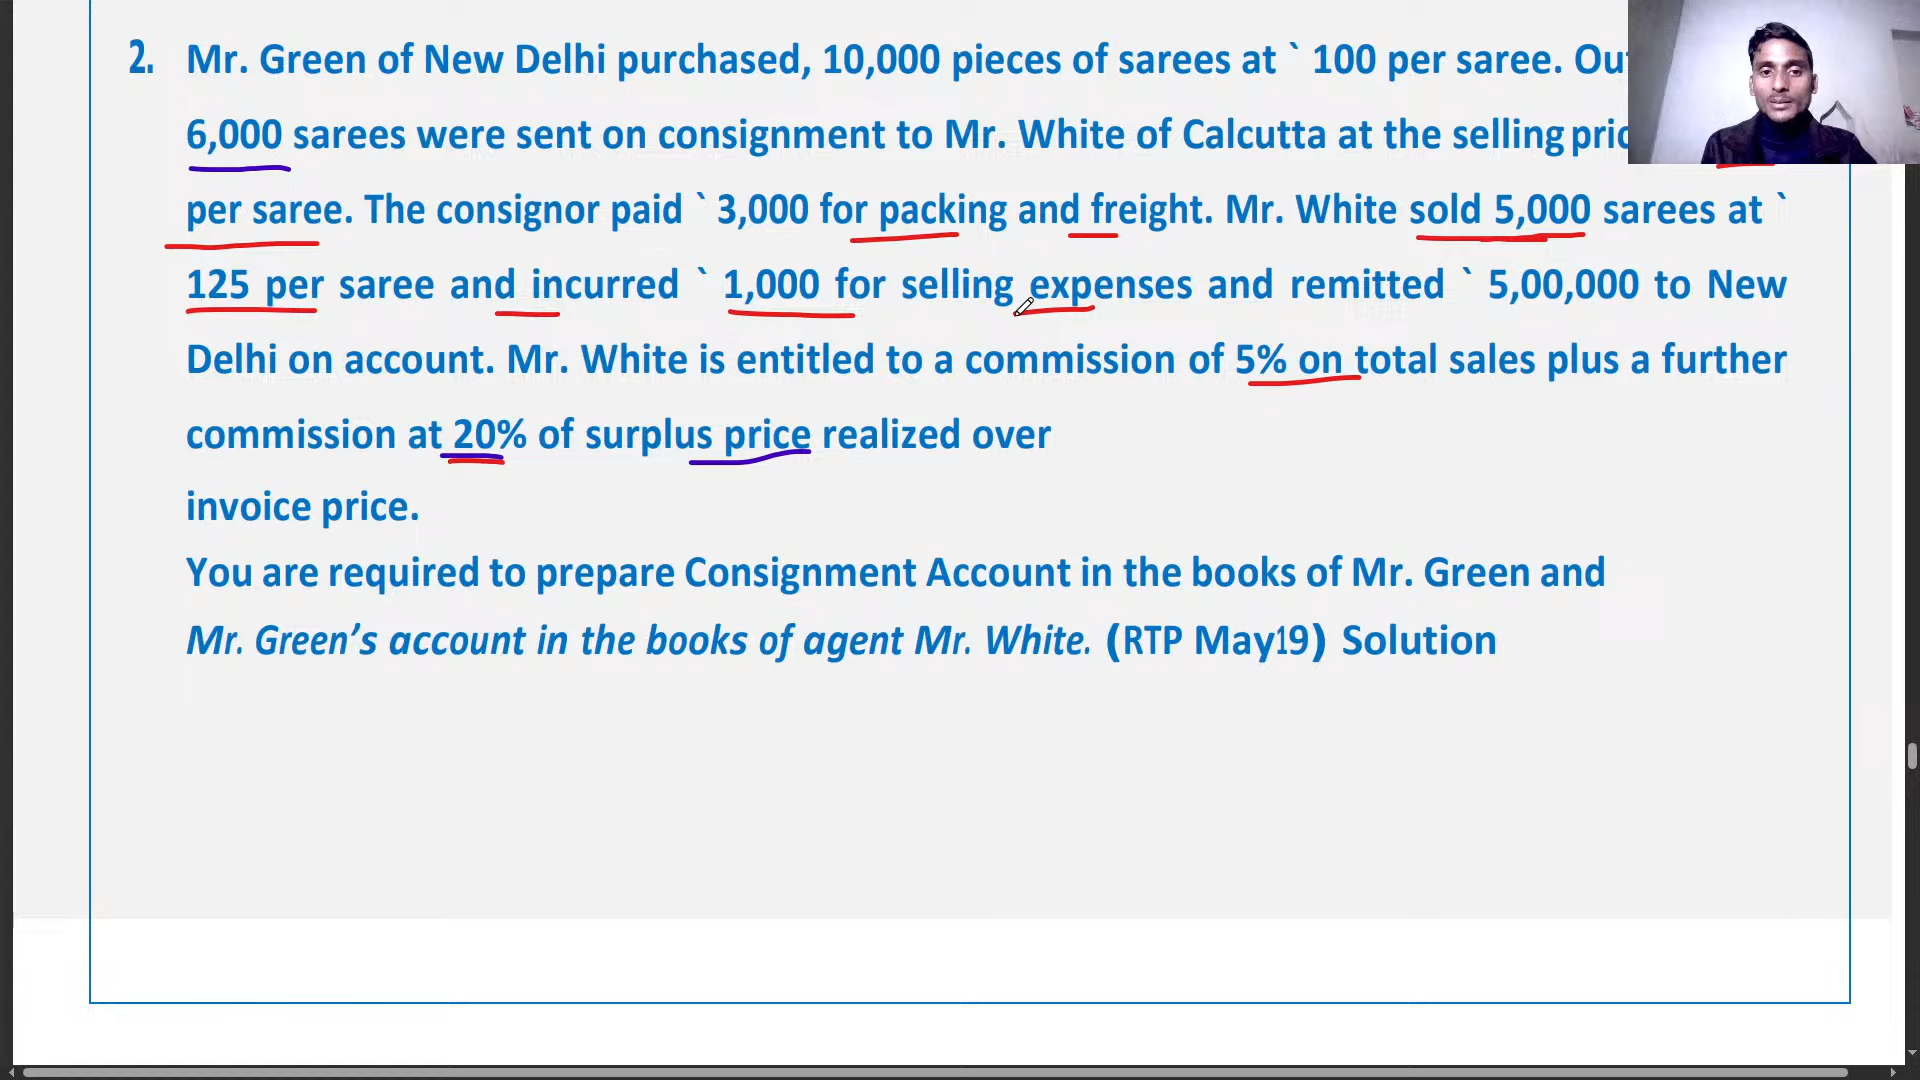 2. Mr. Green of New Delhi purchased, 10,000 pieces of sarees at ` 100 per saree.
6,000 sarees were sent on consignment to Mr. White of Calcutta at the selling
per saree. The consignor paid ` 3,000 for packing and freight. Mr. White sold 5,000 sarees at `
125 per saree and incurred ` 1,000 for selling expenses and remitted ` 5,00,000 to New
Delhi on account. Mr. White is entitled to a commission of 5% on total sales plus a further
commission at 20% of surplus price realized over
invoice price.
You are required to prepare Consignment Account in the books of Mr. Green and
Mr. Green’s account in the books of agent Mr. White. (RTP May19) Solution